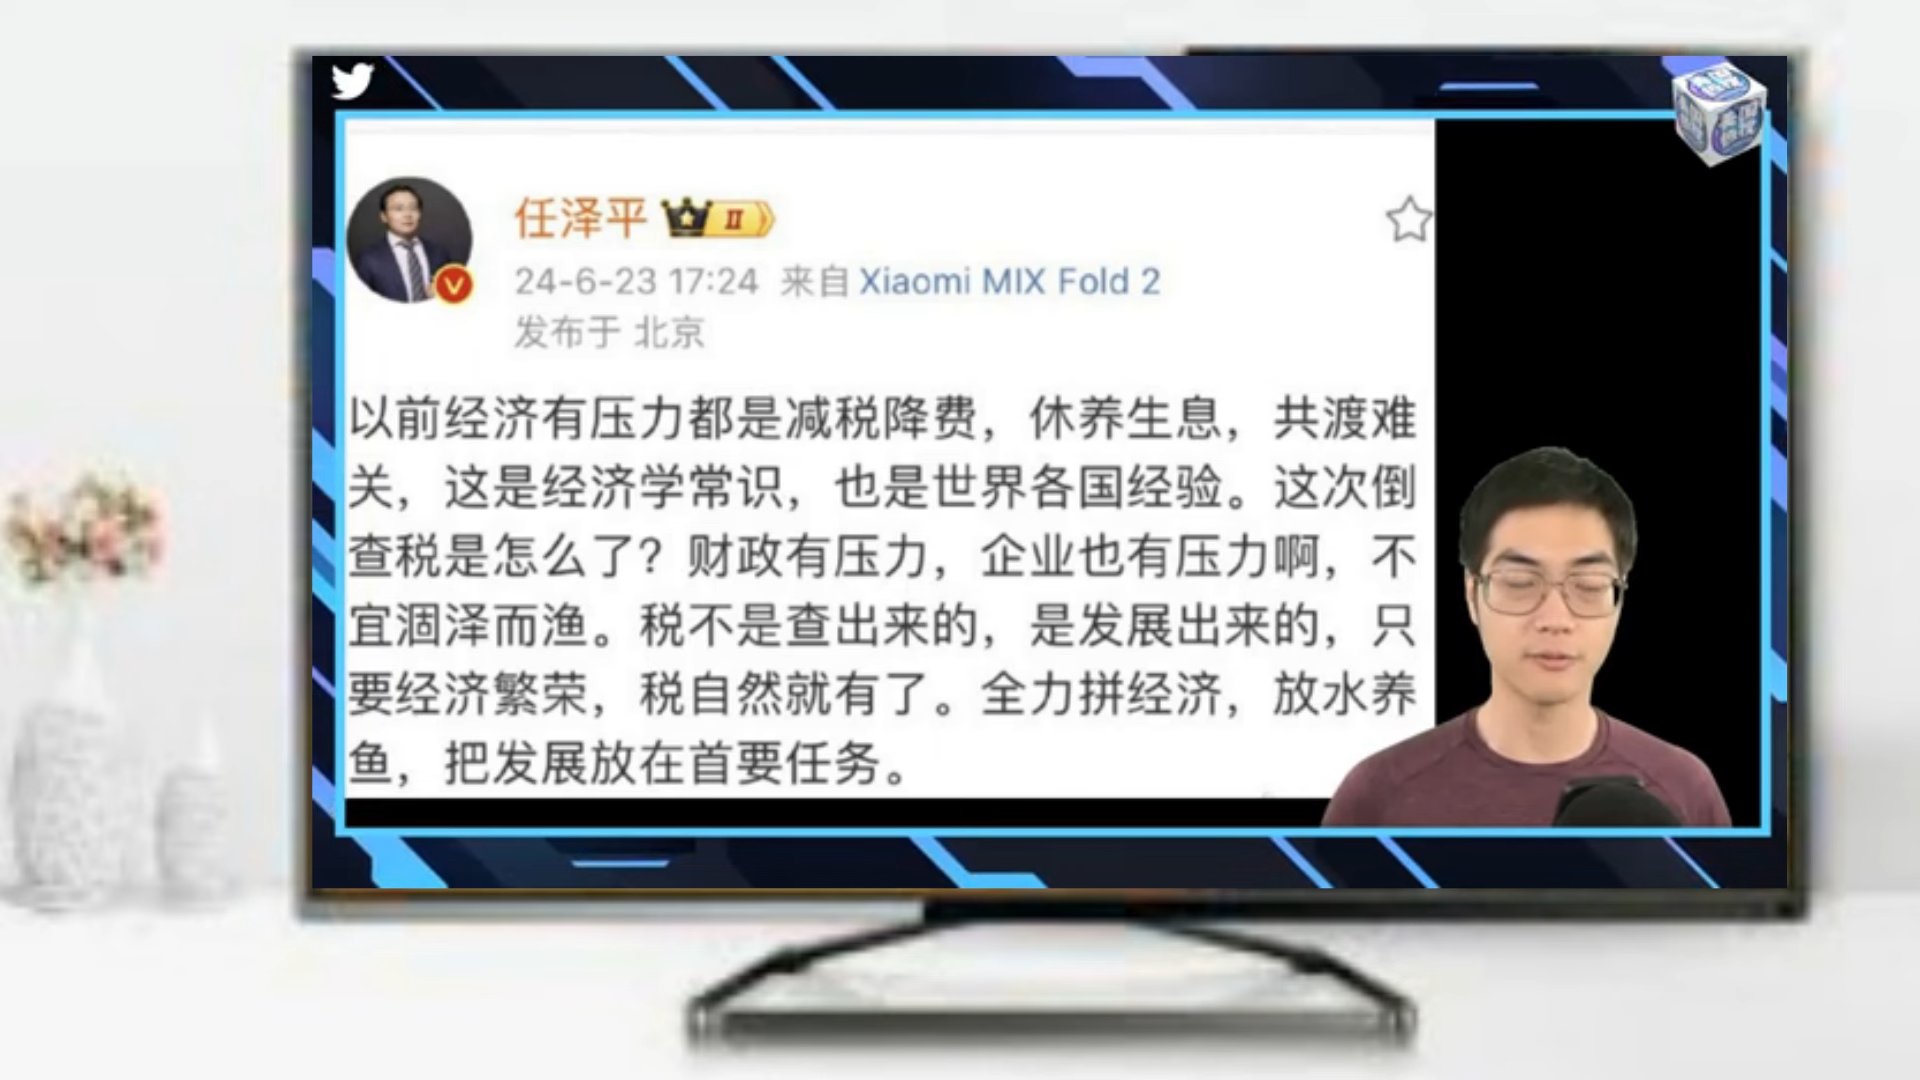 任泽平 II
24-6-23 17:24 来自 Xiaomi MIX Fold 2
发布于 北京
以前经济有压力都是减税降费，休养生息，共渡难
关，这是经济学常识，也是世界各国经验。这次倒
查税是怎么了？财政有压力，企业也有压力啊，不
宜涸泽而渔。税不是查出来的，是发展出来的，只
要经济繁荣，税自然就有了。全力拼经济，放水养
鱼，把发展放在首要任务。